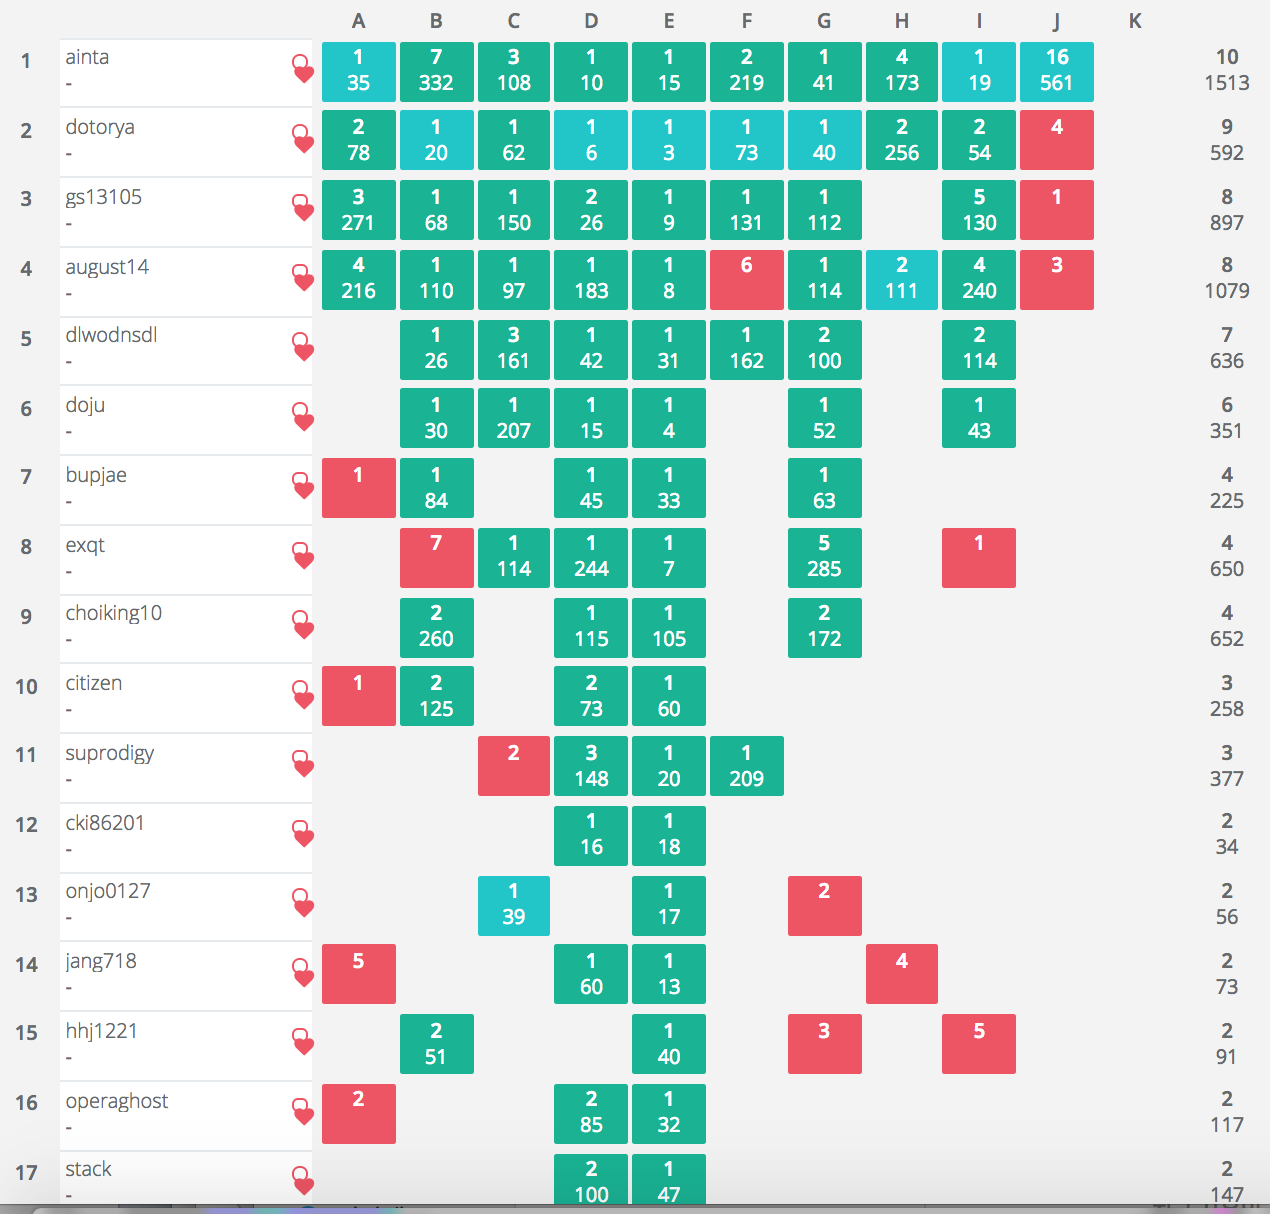 A B C D E F G H I J K
1 ainta 1 7 3 1 1 2 1 4 1 16 10
- 35 332 108 10 15 219 41 173 19 561 1513
2 dotorya 2 1 1 1 1 1 1 2 2 4 9
- 78 20 62 6 3 73 40 256 54 592
3 gs13105 3 1 1 2 1 1 1 5 1 8
- 271 68 150 26 9 131 112 130 897
4 august14 4 1 1 1 1 6 1 2 4 3 8
- 216 110 97 183 8 114 111 240 1079
5 dlwodnsdl 1 3 1 1 1 2 2 7
- 26 161 42 31 162 100 114 636
6 doju 1 1 1 1 1 1 6
- 30 207 15 4 52 43 351
7 bupjae 1 1 1 1 1 4
- 84 45 33 63 225
8 exqt 7 1 1 1 5 1 4
- 114 244 7 285 650
9 choiking10 2 1 1 2 4
- 260 115 105 172 652
10 citizen 1 2 2 1 3
- 125 73 60 258
11 suprodigy 2 3 1 1 3
- 148 20 209 377
12 cki86201 1 1 2
- 16 18 34
13 onjo0127 1 1 2 2
- 39 17 56
14 jang718 5 1 1 4 2
- 60 13 73
15 hhj1221 2 1 3 5 2
- 51 40 91
16 operaghost 2 2 1 2
- 85 32 117
17 stack 2 1 2
- 100 47 147